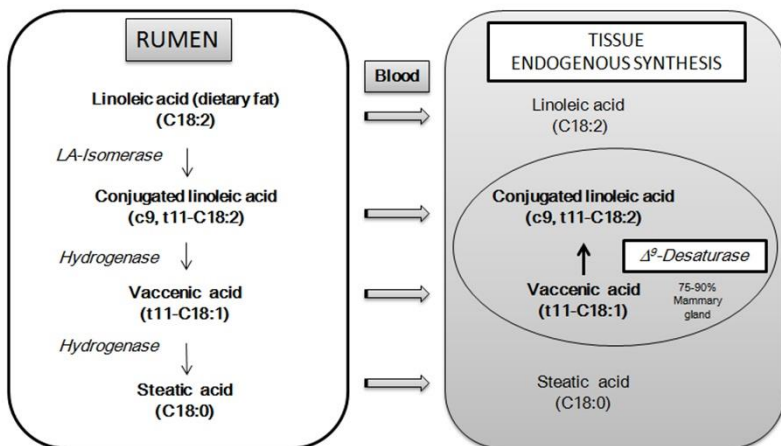 RUMEN
Linoleic acid (dietary fat)
(C18:2)
LA-Isomerase
Conjugated linoleic acid
(c9, t11-C18:2)
Hydrogenase
Vaccenic acid
(t11-C18:1)
Hydrogenase
Steatic acid
(C18:0)
Blood
TISSUE
ENDOGENOUS SYNTHESIS
Linoleic acid
(C18:2)
Conjugated linoleic acid
(c9, t11-C18:2)
Δ⁹-Desaturase
Vaccenic acid
(t11-C18:1)
75-90%
Mammary
gland
Steatic acid
(C18:0)